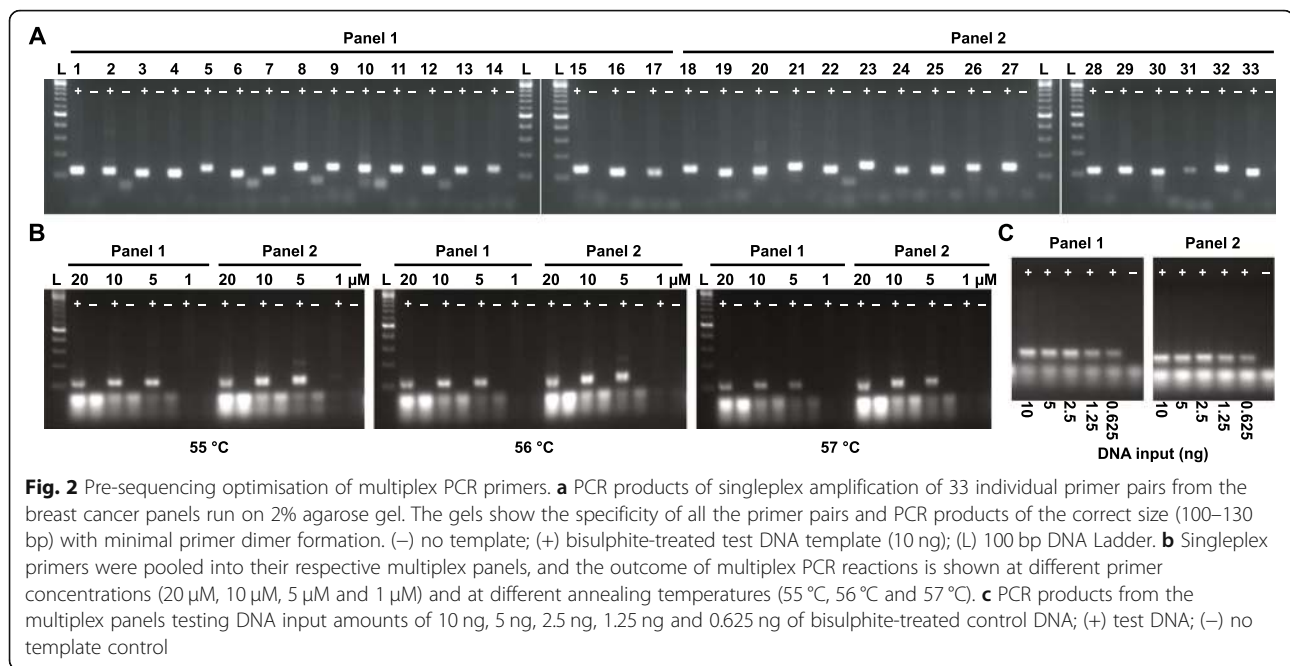 A
Panel 1 Panel 2
L 1 2 3 4 5 6 7 8 9 10 11 12 13 14 L 15 16 17 18 19 20 21 22 23 24 25 26 27 L L 28 29 30 31 32 33
+ − + − + − + − + − + − + − + − + − + − + − + − + − + − + − + − + − + − + − + − + − + − + − + − + − + − + − + − + − + − + − + − + −
B
Panel 1 Panel 2 Panel 1 Panel 2 Panel 1 Panel 2
L 20 10 5 1 20 10 5 1 µM L 20 10 5 1 20 10 5 1 µM L 20 10 5 1 20 10 5 1 µM
+ − + − + − + − + − + − + − + − + − + − + − + − + − + − + − + − + − + − + − + − + − + − + − + −
55 °C 56 °C 57 °C
C
Panel 1 Panel 2
+ + + + + − + + + + + −
10 5 2.5 1.25 0.625 10 5 2.5 1.25 0.625
DNA input (ng)
Fig. 2 Pre-sequencing optimisation of multiplex PCR primers. a PCR products of singleplex amplification of 33 individual primer pairs from the
breast cancer panels run on 2% agarose gel. The gels show the specificity of all the primer pairs and PCR products of the correct size (100–130
bp) with minimal primer dimer formation. (−) no template; (+) bisulphite-treated test DNA template (10 ng); (L) 100 bp DNA Ladder. b Singleplex
primers were pooled into their respective multiplex panels, and the outcome of multiplex PCR reactions is shown at different primer
concentrations (20 µM, 10 µM, 5 µM and 1 µM) and at different annealing temperatures (55 °C, 56 °C and 57 °C). c PCR products from the
multiplex panels testing DNA input amounts of 10 ng, 5 ng, 2.5 ng, 1.25 ng and 0.625 ng of bisulphite-treated control DNA; (+) test DNA; (−) no
template control